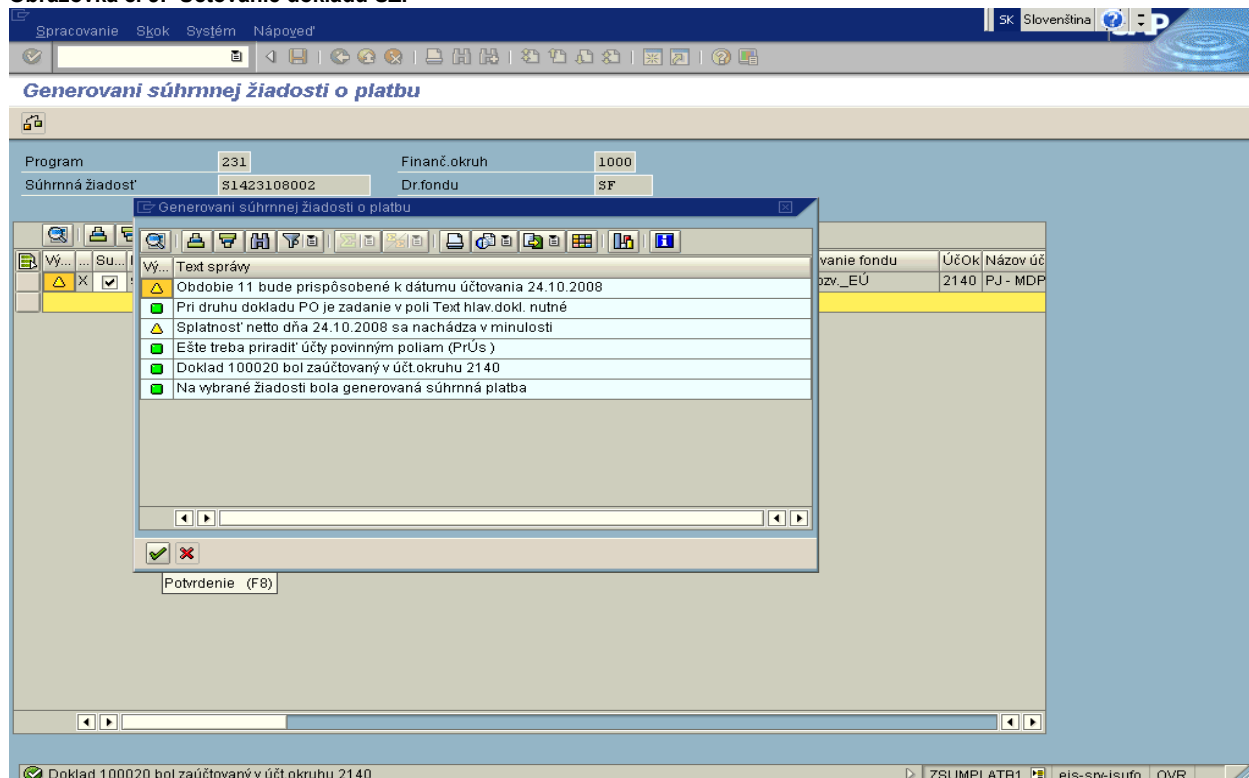 Spracovanie Skok Systém Nápoveď
SK Slovenština
Generovani súhrnnej žiadosti o platbu
Program 231 Finanč.okruh 1000
Súhrnná žiadosť S1423108002 Dr.fondu SF
Generovani súhrnnej žiadosti o platbu
Vý... ... Su... vanie fondu ÚčOk Názov úč
X _EÚ 2140 PJ - MDP
Vý... Text správy
Obdobie 11 bude prispôsobené k dátumu účtovania 24.10.2008
Pri druhu dokladu PO je zadanie v poli Text hlav.dokl. nutné
Splatnosť netto dňa 24.10.2008 sa nachádza v minulosti
Ešte treba priradiť účty povinným poliam (PrÚs )
Doklad 100020 bol zaúčtovaný v účt.okruhu 2140
Na vybrané žiadosti bola generovaná súhrnná platba
Potvrdenie (F8)
Doklad 100020 bol zaúčtovaný v účt.okruhu 2140 OVR